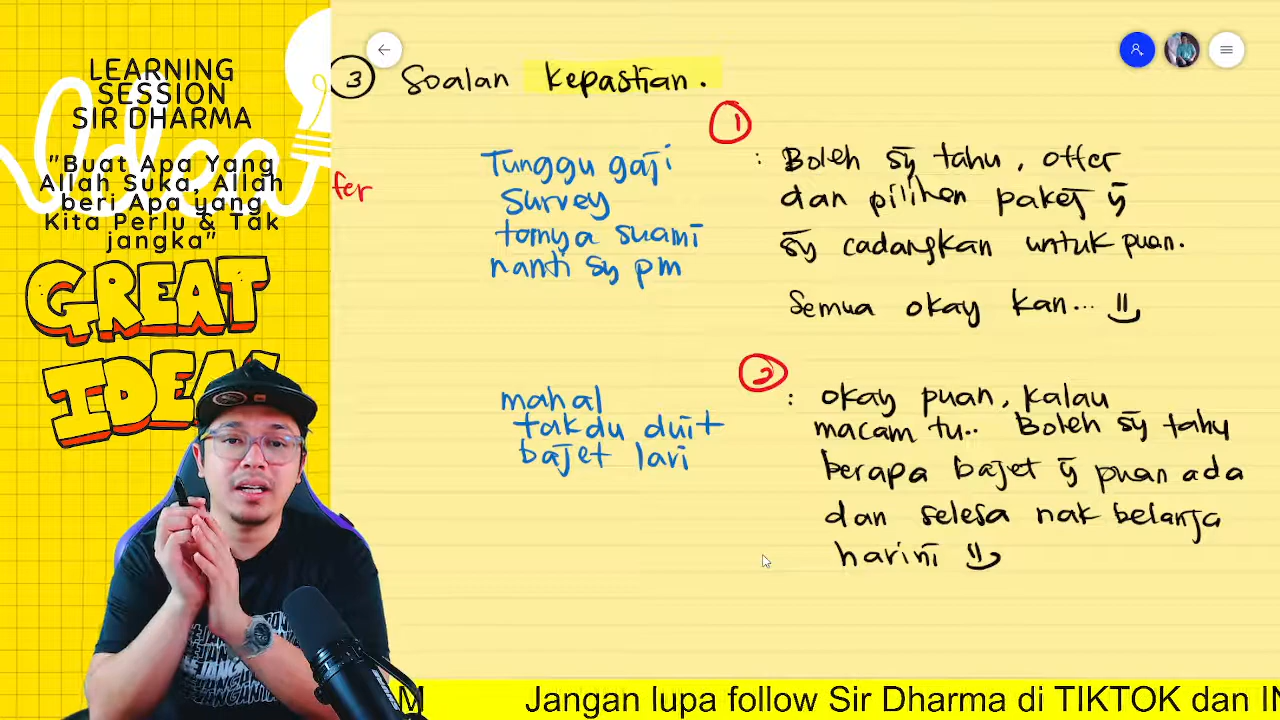 LEARNING
SESSION
SIR DHARMA
"Buat Apa Yang
Allah Suka, Allah
beri Apa yang
Kita Perlu & Tak
jangka"
GREAT
IDEA
3 Soalan kepastian.
fer
Tunggu gaji
Survey
tanya suami
nanti sy pm
1
: Boleh sy tahu, offer
dan pilihan pakej yg
sy cadangkan untuk puan.
Semua okay kan...
mahal
takdu duit
bajet lari
2
: okay puan, kalau
macam tu.. Boleh sy tahu
berapa bajet yg puan ada
dan selesa nak belanja
harini
M Jangan lupa follow Sir Dharma di TIKTOK dan IN